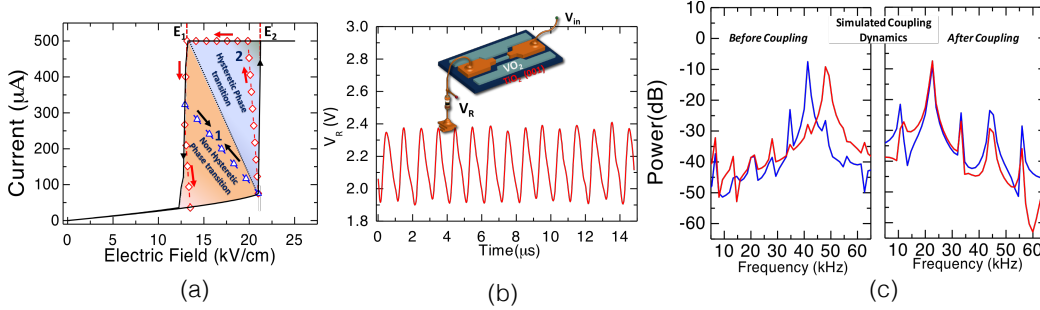 E1 E2
500
400
300
200
100
0
Current (μA)
0 5 10 15 20 25
Electric Field (kV/cm)
2
Hysteretic Phase
transition
1
Non Hysteretic
Phase transition
(a)
3.0
2.8
2.6
2.4
2.2
2.0
1.8
VR (V)
0 2 4 6 8 10 12 14
Time(μs)
Vin
VO2
TiO2 (001)
VR
(b)
Simulated Coupling
Dynamics
Before Coupling
After Coupling
0
-10
-20
-30
-40
-50
-60
Power(dB)
10 20 30 40 50 60
Frequency (kHz)
10 20 30 40 50 60
Frequency (kHz)
(c)